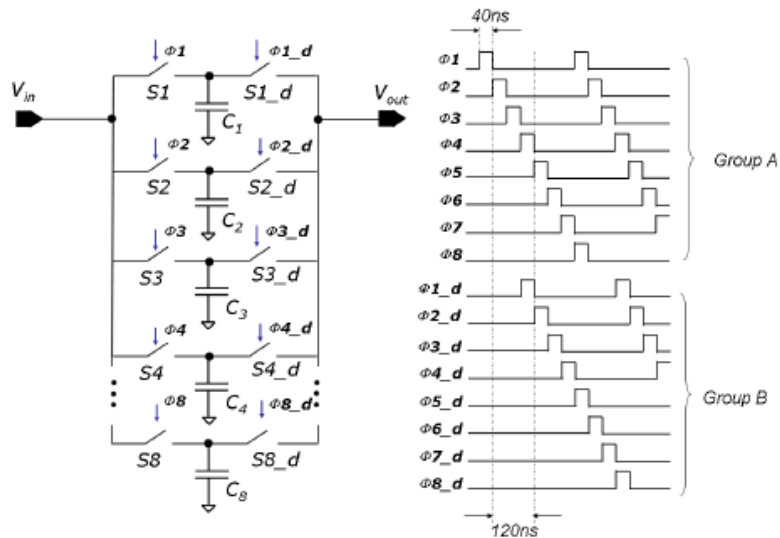 40ns
Φ1 Φ1_d
Vin S1 S1_d Vout
C1
Φ2 Φ2_d
S2 S2_d
C2
Φ3 Φ3_d
S3 S3_d
C3
Φ4 Φ4_d
S4 S4_d
C4
Φ8 Φ8_d
S8 S8_d
C8
Φ1
Φ2
Φ3
Φ4
Φ5
Φ6
Φ7
Φ8
Group A
Φ1_d
Φ2_d
Φ3_d
Φ4_d
Φ5_d
Φ6_d
Φ7_d
Φ8_d
Group B
120ns